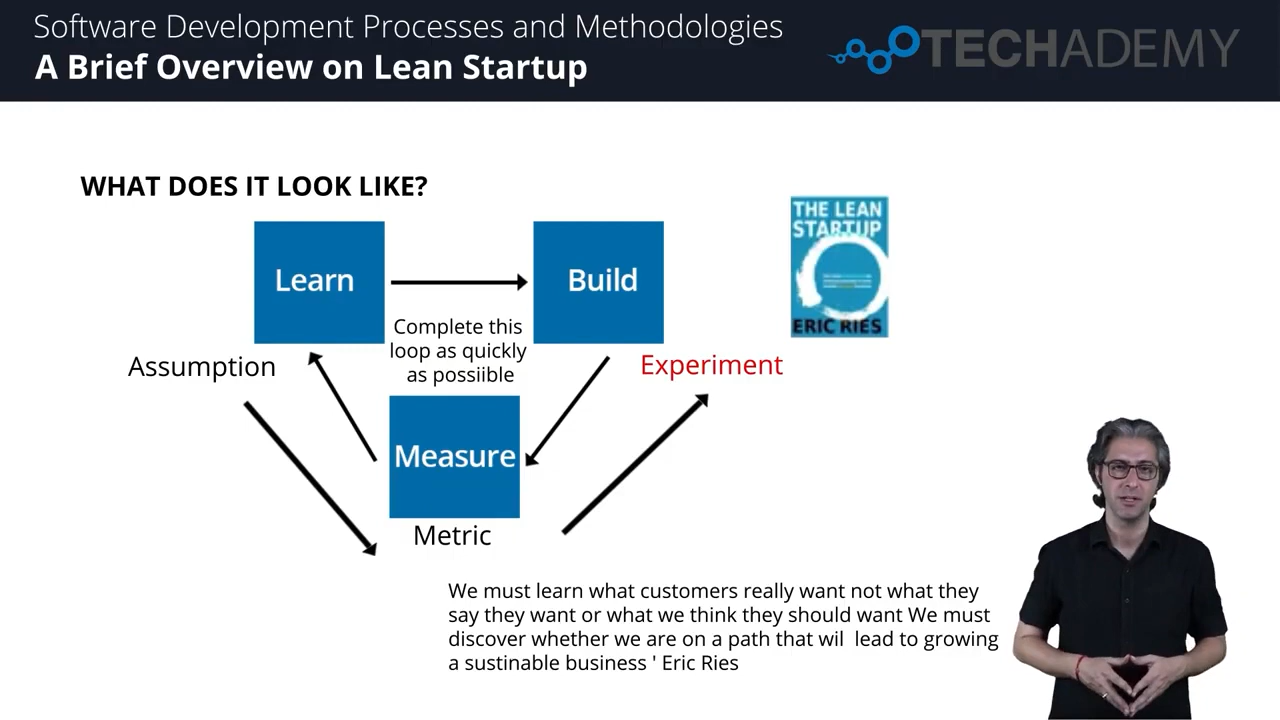 Software Development Processes and Methodologies
A Brief Overview on Lean Startup
TECHADEMY
WHAT DOES IT LOOK LIKE?
Learn
Build
THE LEAN
STARTUP
ERIC RIES
Complete this
loop as quickly
as possiible
Assumption
Experiment
Measure
Metric
We must learn what customers really want not what they
say they want or what we think they should want We must
discover whether we are on a path that wil lead to growing
a sustinable business ' Eric Ries